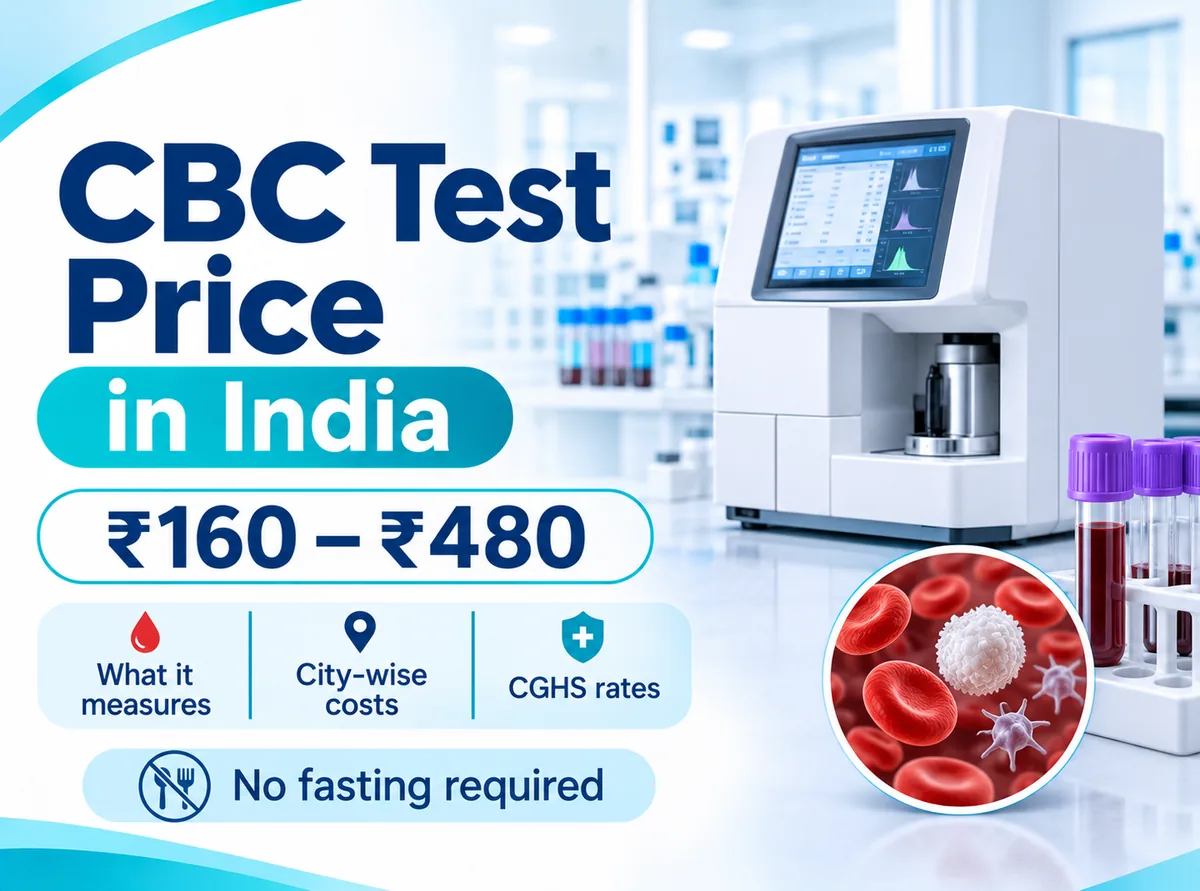 CBC Test
Price
in India
₹160 – ₹480
What it
measures
City-wise
costs
CGHS rates
No fasting required